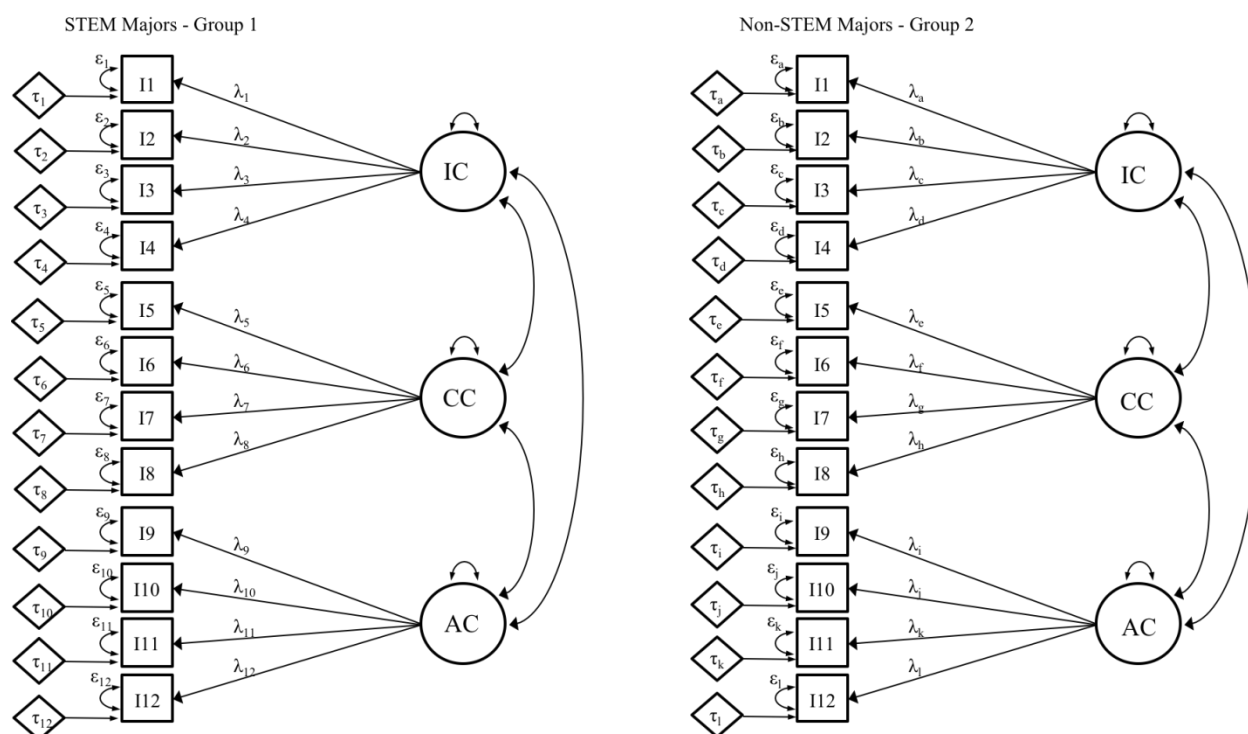 STEM Majors - Group 1
ε₁
I1
τ₁
λ₁
ε₂
I2
τ₂
λ₂
ε₃
I3
τ₃
λ₃
ε₄
I4
τ₄
λ₄
IC
ε₅
I5
τ₅
λ₅
ε₆
I6
τ₆
λ₆
ε₇
I7
τ₇
λ₇
ε₈
I8
τ₈
λ₈
CC
ε₉
I9
τ₉
λ₉
ε₁₀
I10
τ₁₀
λ₁₀
ε₁₁
I11
τ₁₁
λ₁₁
ε₁₂
I12
τ₁₂
λ₁₂
AC
Non-STEM Majors - Group 2
εa
I1
τa
λa
εb
I2
τb
λb
εc
I3
τc
λc
εd
I4
τd
λd
IC
εe
I5
τe
λe
εf
I6
τf
λf
εg
I7
τg
λg
εh
I8
τh
λh
CC
εi
I9
τi
λi
εj
I10
τj
λj
εk
I11
τk
λk
εl
I12
τl
λl
AC